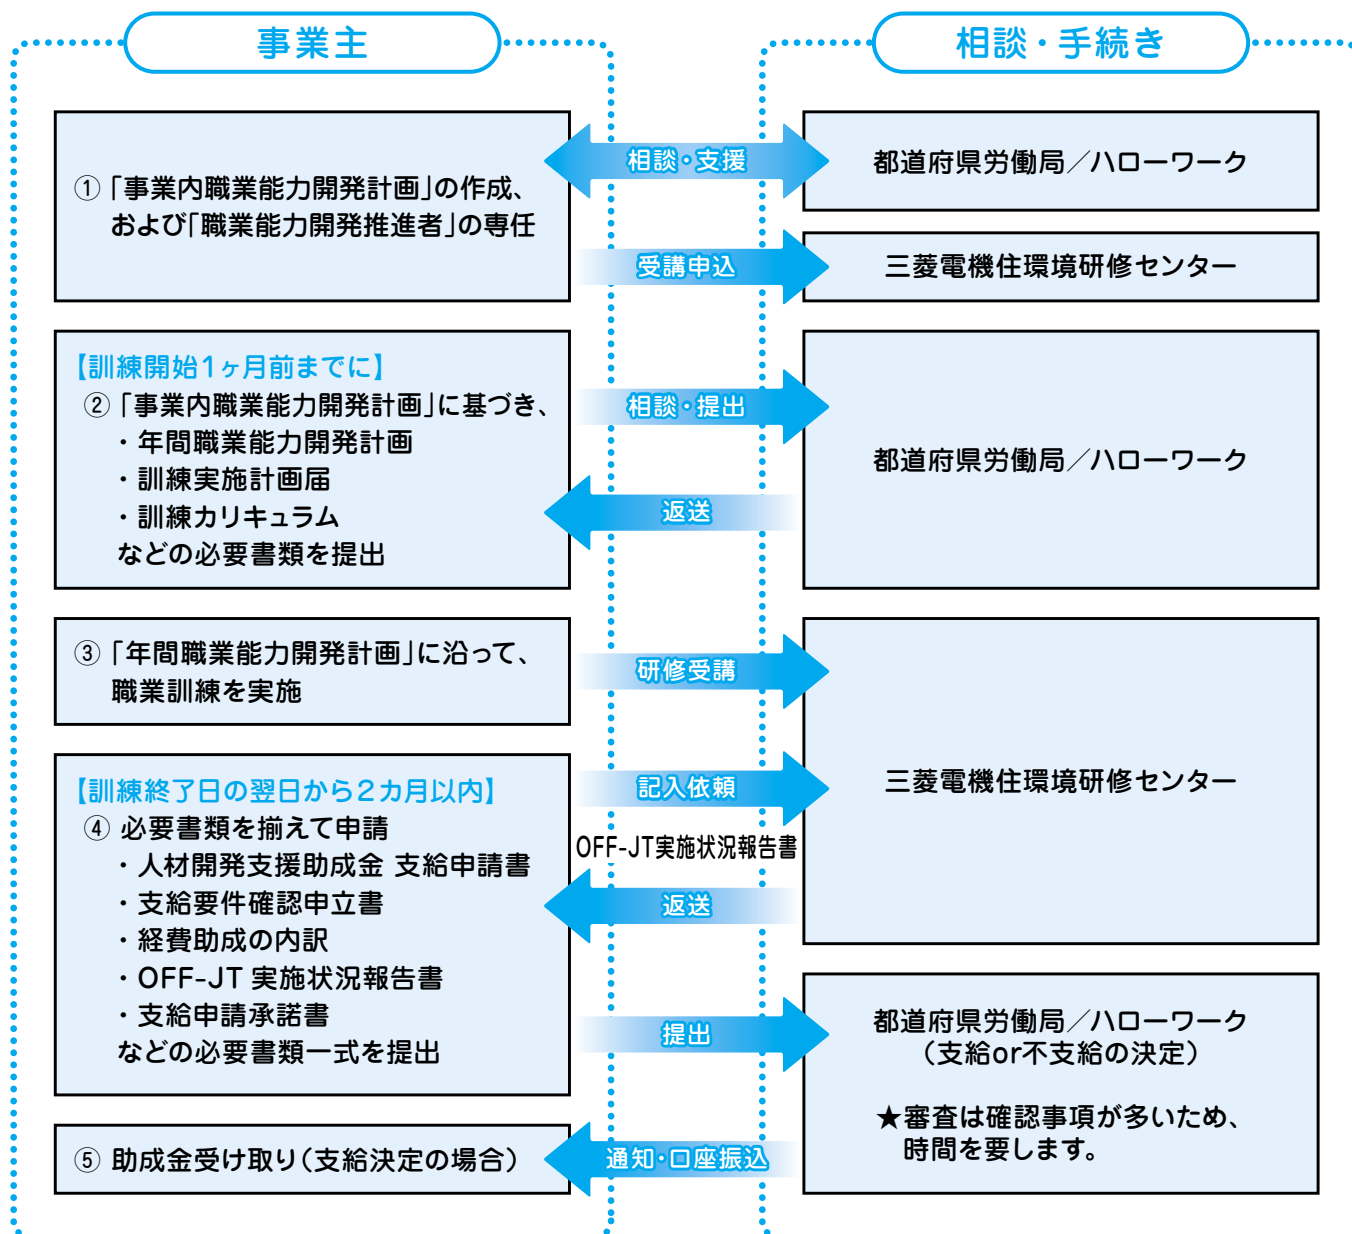 事業主
相談・手続き
①「事業内職業能力開発計画」の作成、
および「職業能力開発推進者」の専任
相談・支援
都道府県労働局／ハローワーク
受講申込
三菱電機住環境研修センター
【訓練開始1ヶ月前までに】
②「事業内職業能力開発計画」に基づき、
・年間職業能力開発計画
・訓練実施計画届
・訓練カリキュラム
などの必要書類を提出
相談・提出
返送
都道府県労働局／ハローワーク
③「年間職業能力開発計画」に沿って、
職業訓練を実施
研修受講
三菱電機住環境研修センター
【訓練終了日の翌日から2カ月以内】
④ 必要書類を揃えて申請
・人材開発支援助成金 支給申請書
・支給要件確認申立書
・経費助成の内訳
・OFF-JT 実施状況報告書
・支給申請承諾書
などの必要書類一式を提出
記入依頼
OFF-JT実施状況報告書
返送
提出
都道府県労働局／ハローワーク
（支給or不支給の決定）
★審査は確認事項が多いため、
時間を要します。
⑤ 助成金受け取り（支給決定の場合）
通知・口座振込